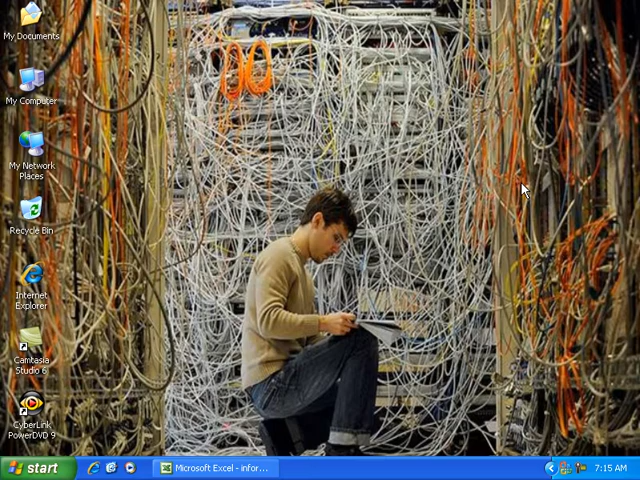 My Documents
My Computer
My Network
Places
Recycle Bin
Internet
Explorer
Camtasia
Studio 6
CyberLink
PowerDVD 9
start
Microsoft Excel - infor...
7:15 AM